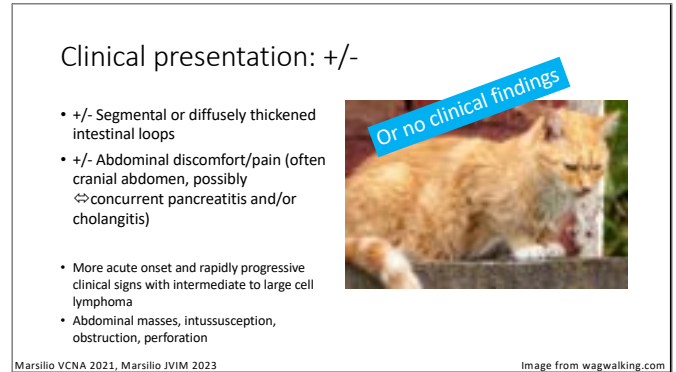 Clinical presentation: +/-
Or no clinical findings
• +/- Segmental or diffusely thickened
intestinal loops
• +/- Abdominal discomfort/pain (often
cranial abdomen, possibly
⇔concurrent pancreatitis and/or
cholangitis)
• More acute onset and rapidly progressive
clinical signs with intermediate to large cell
lymphoma
• Abdominal masses, intussusception,
obstruction, perforation
Marsilio VCNA 2021, Marsilio JVIM 2023
Image from wagwalking.com